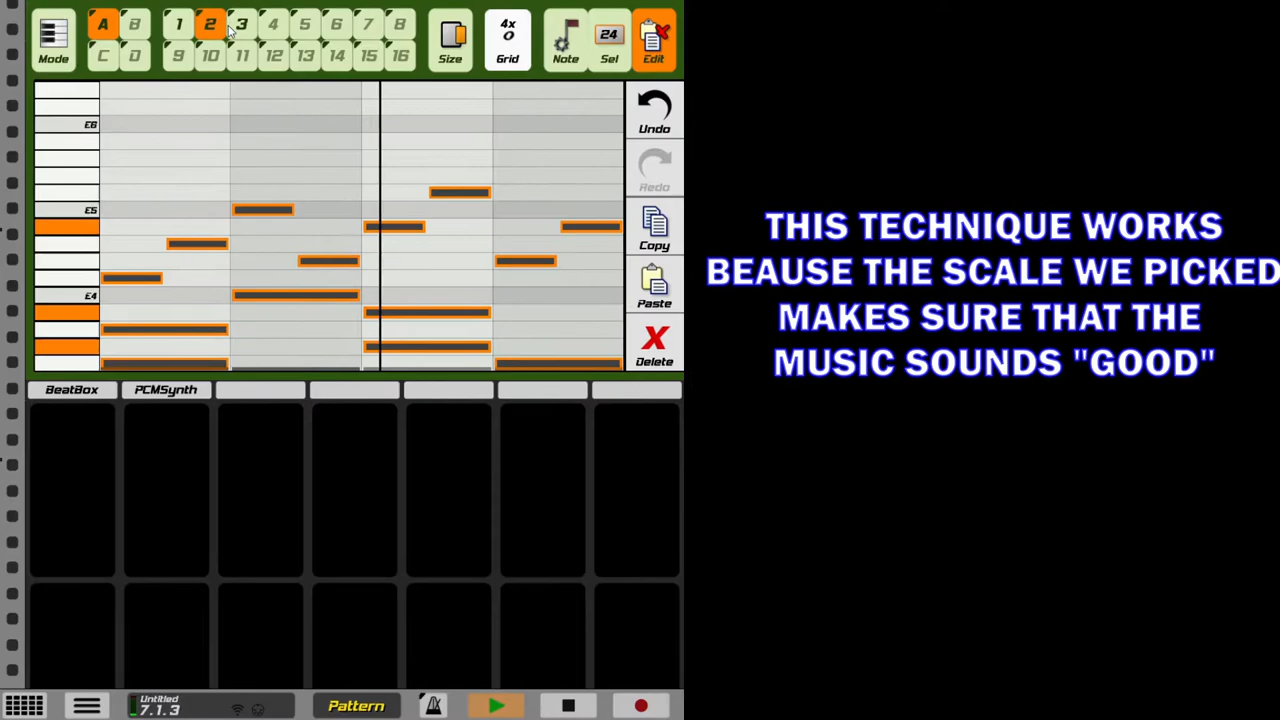 A B 1 2 3 4 5 6 7 8
4x
24
Mode C D 9 10 11 12 13 14 15 16 Size Grid Note Sel Edit
E6
Undo
Redo
E5
Copy
E4
Paste
Delete
THIS TECHNIQUE WORKS
BEAUSE THE SCALE WE PICKED
MAKES SURE THAT THE
MUSIC SOUNDS "GOOD"
BeatBox PCMSynth
Untitled
7.1.3
Pattern